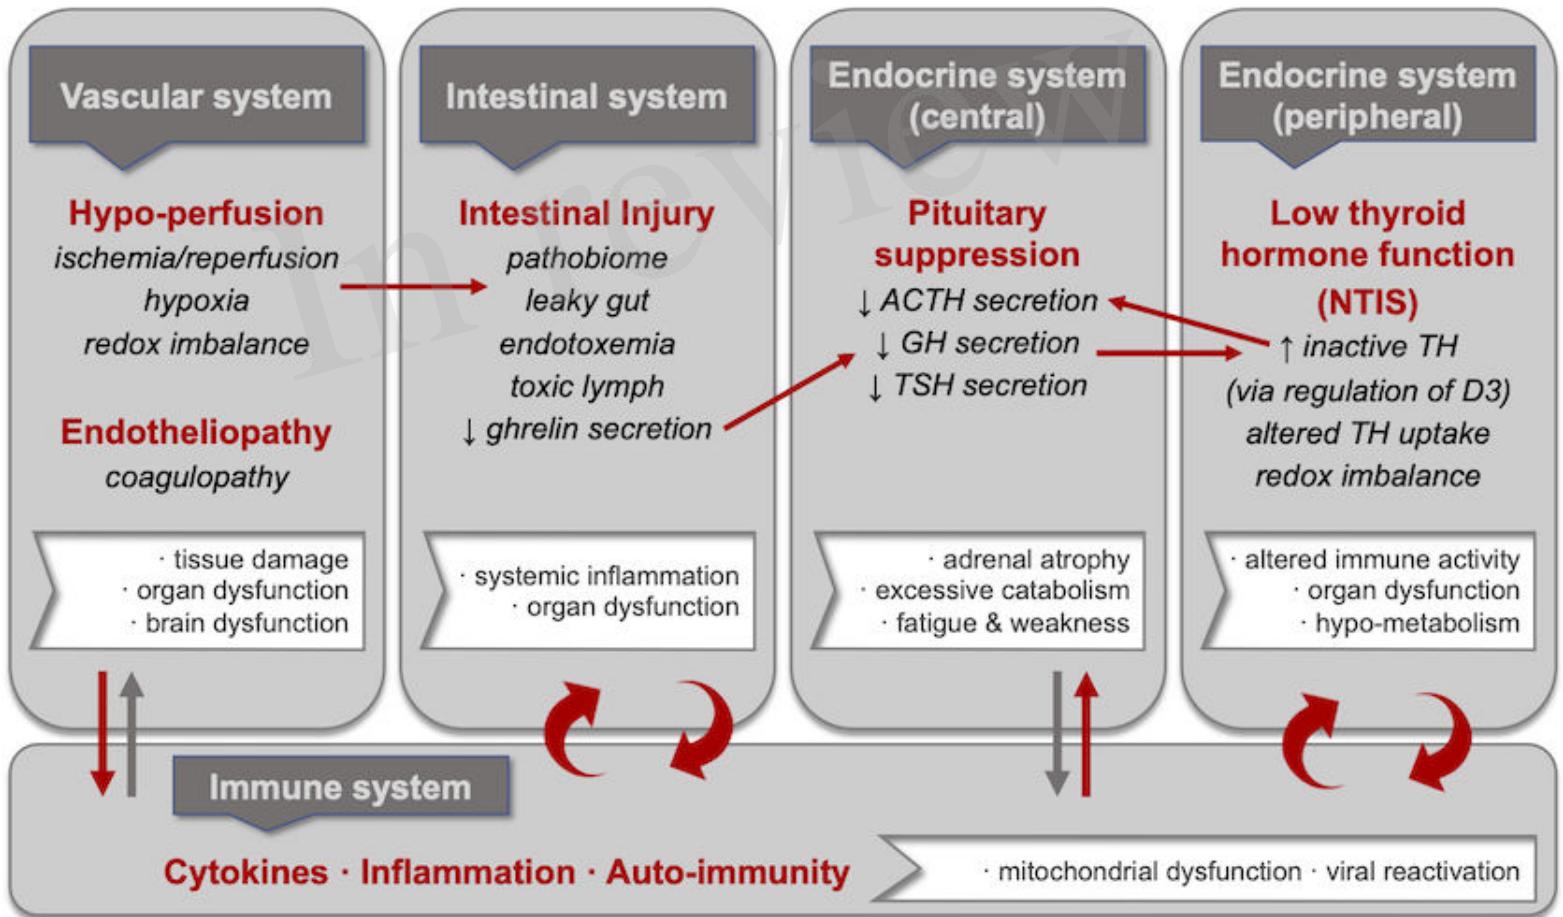 Vascular system
Hypo-perfusion
ischemia/reperfusion
hypoxia
redox imbalance
Endotheliopathy
coagulopathy
· tissue damage
· organ dysfunction
· brain dysfunction
Intestinal system
Intestinal Injury
pathobiome
leaky gut
endotoxemia
toxic lymph
↓ ghrelin secretion
· systemic inflammation
· organ dysfunction
Endocrine system
(central)
Pituitary
suppression
↓ ACTH secretion
↓ GH secretion
↓ TSH secretion
· adrenal atrophy
· excessive catabolism
· fatigue & weakness
Endocrine system
(peripheral)
Low thyroid
hormone function
(NTIS)
↑ inactive TH
(via regulation of D3)
altered TH uptake
redox imbalance
· altered immune activity
· organ dysfunction
· hypo-metabolism
Immune system
Cytokines · Inflammation · Auto-immunity
· mitochondrial dysfunction · viral reactivation
In review